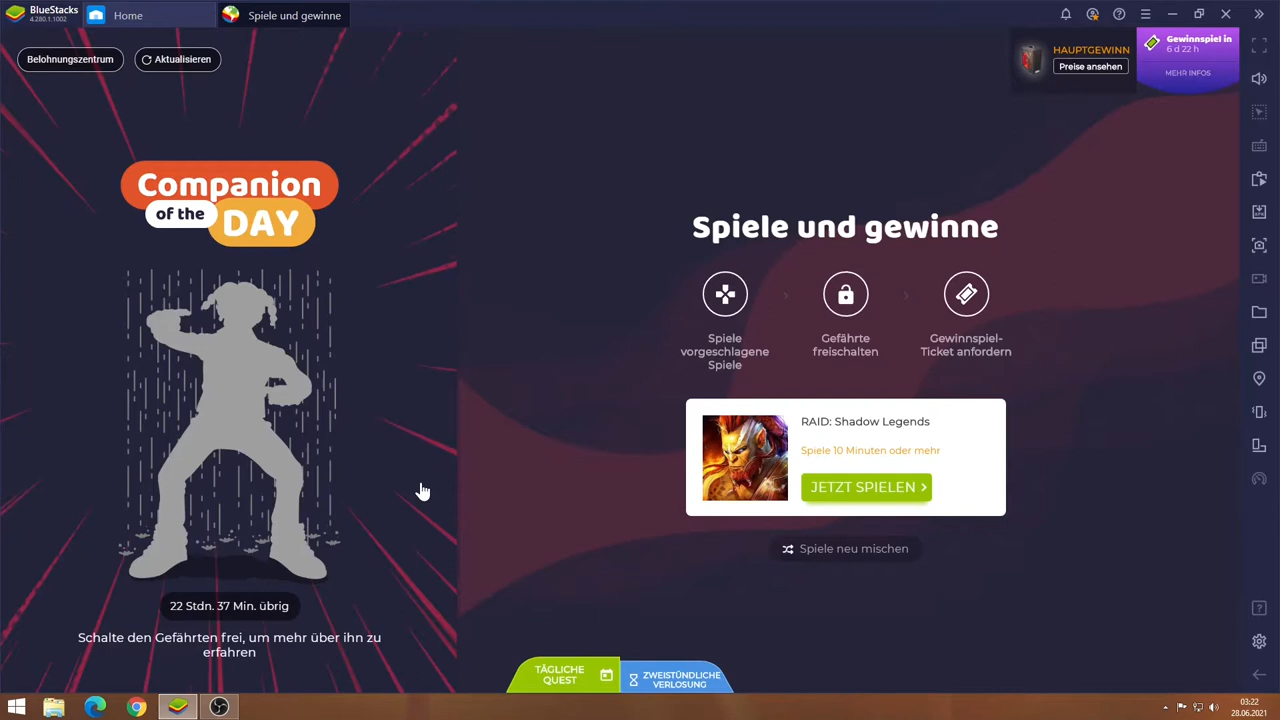 BlueStacks
4.280.1.1002
Home
Spiele und gewinne
Belohnungszentrum
Aktualisieren
HAUPTGEWINN
Preise ansehen
Gewinnspiel in
6 d 22 h
MEHR INFOS
Companion
of the
DAY
22 Stdn. 37 Min. übrig
Schalte den Gefährten frei, um mehr über ihn zu
erfahren
Spiele und gewinne
Spiele
vorgeschlagene
Spiele
Gefährte
freischalten
Gewinnspiel-
Ticket anfordern
RAID: Shadow Legends
Spiele 10 Minuten oder mehr
JETZT SPIELEN
Spiele neu mischen
TÄGLICHE
QUEST
ZWEISTÜNDLICHE
VERLOSUNG
03:22
28.06.2021